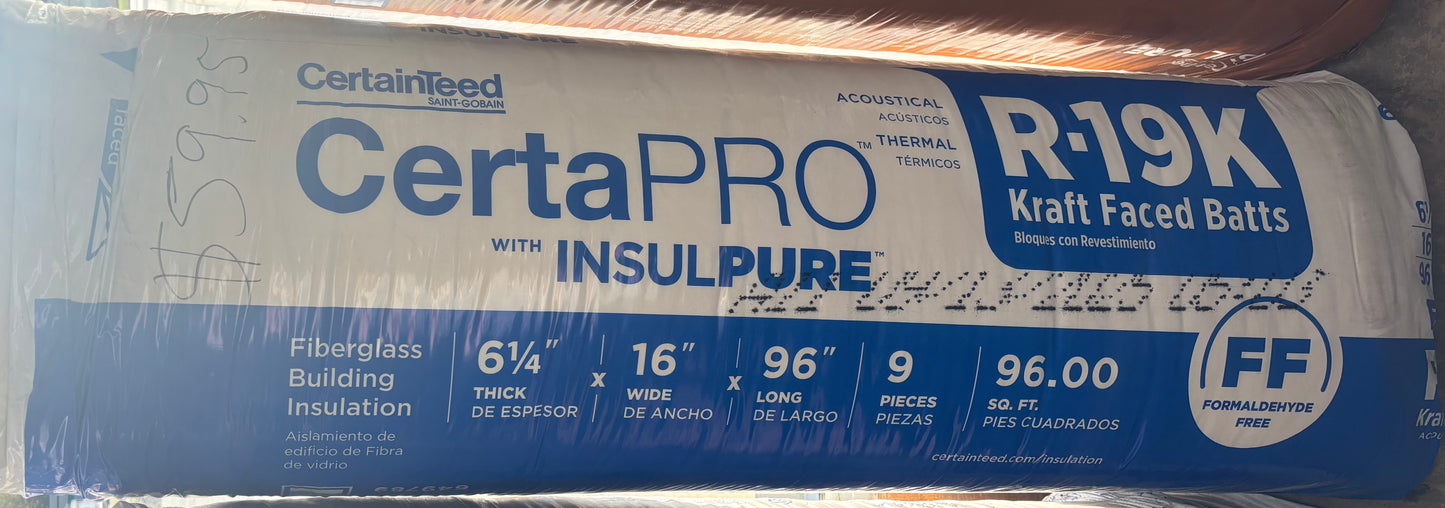 INSULPURE
$59.95
CertainTeed
SAINT-GOBAIN
CertaPRO™
WITH INSULPURE™
ACOUSTICAL
ACÚSTICOS
THERMAL
TÉRMICOS
R-19K
Kraft Faced Batts
Bloques con Revestimiento
Fiberglass
Building
Insulation
Aislamiento de
edificio de Fibra
de vidrio
6¼" x 16" x 96" 9 96.00
THICK WIDE LONG PIECES SQ. FT.
DE ESPESOR DE ANCHO DE LARGO PIEZAS PIES CUADRADOS
FF
FORMALDEHYDE
FREE
certainteed.com/insulation
16
96